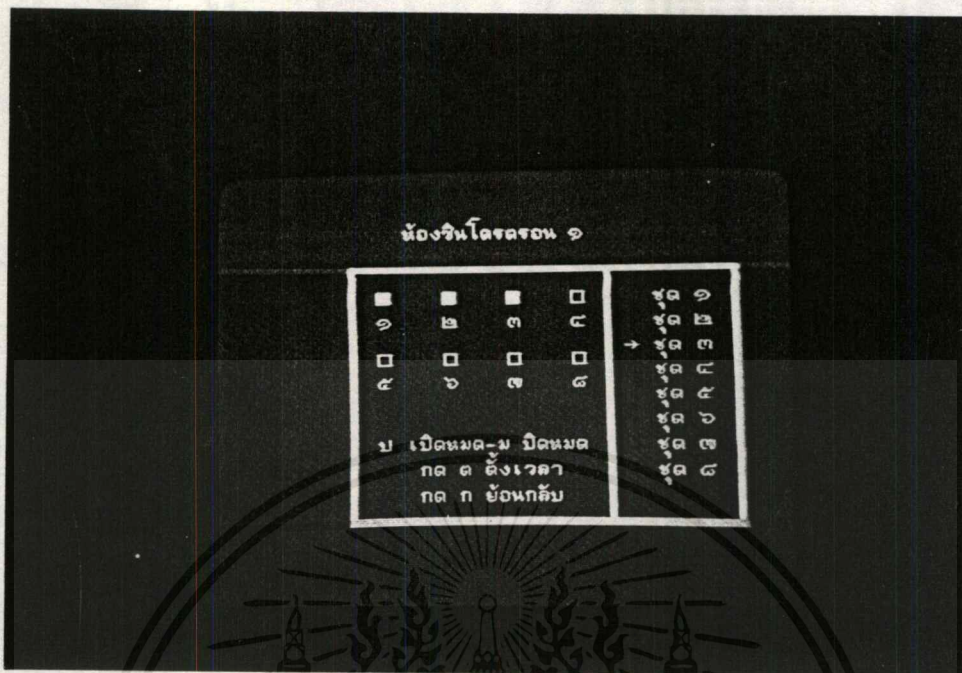 ห้องซินโครตรอน ๑
๑ ๒ ๓ ๔
๕ ๖ ๗ ๘
ป เปิดหมด-ม ปิดหมด
กด ต ตั้งเวลา
กด ก ย้อนกลับ
ชุด ๑
ชุด ๒
→ ชุด ๓
ชุด ๔
ชุด ๕
ชุด ๖
ชุด ๗
ชุด ๘